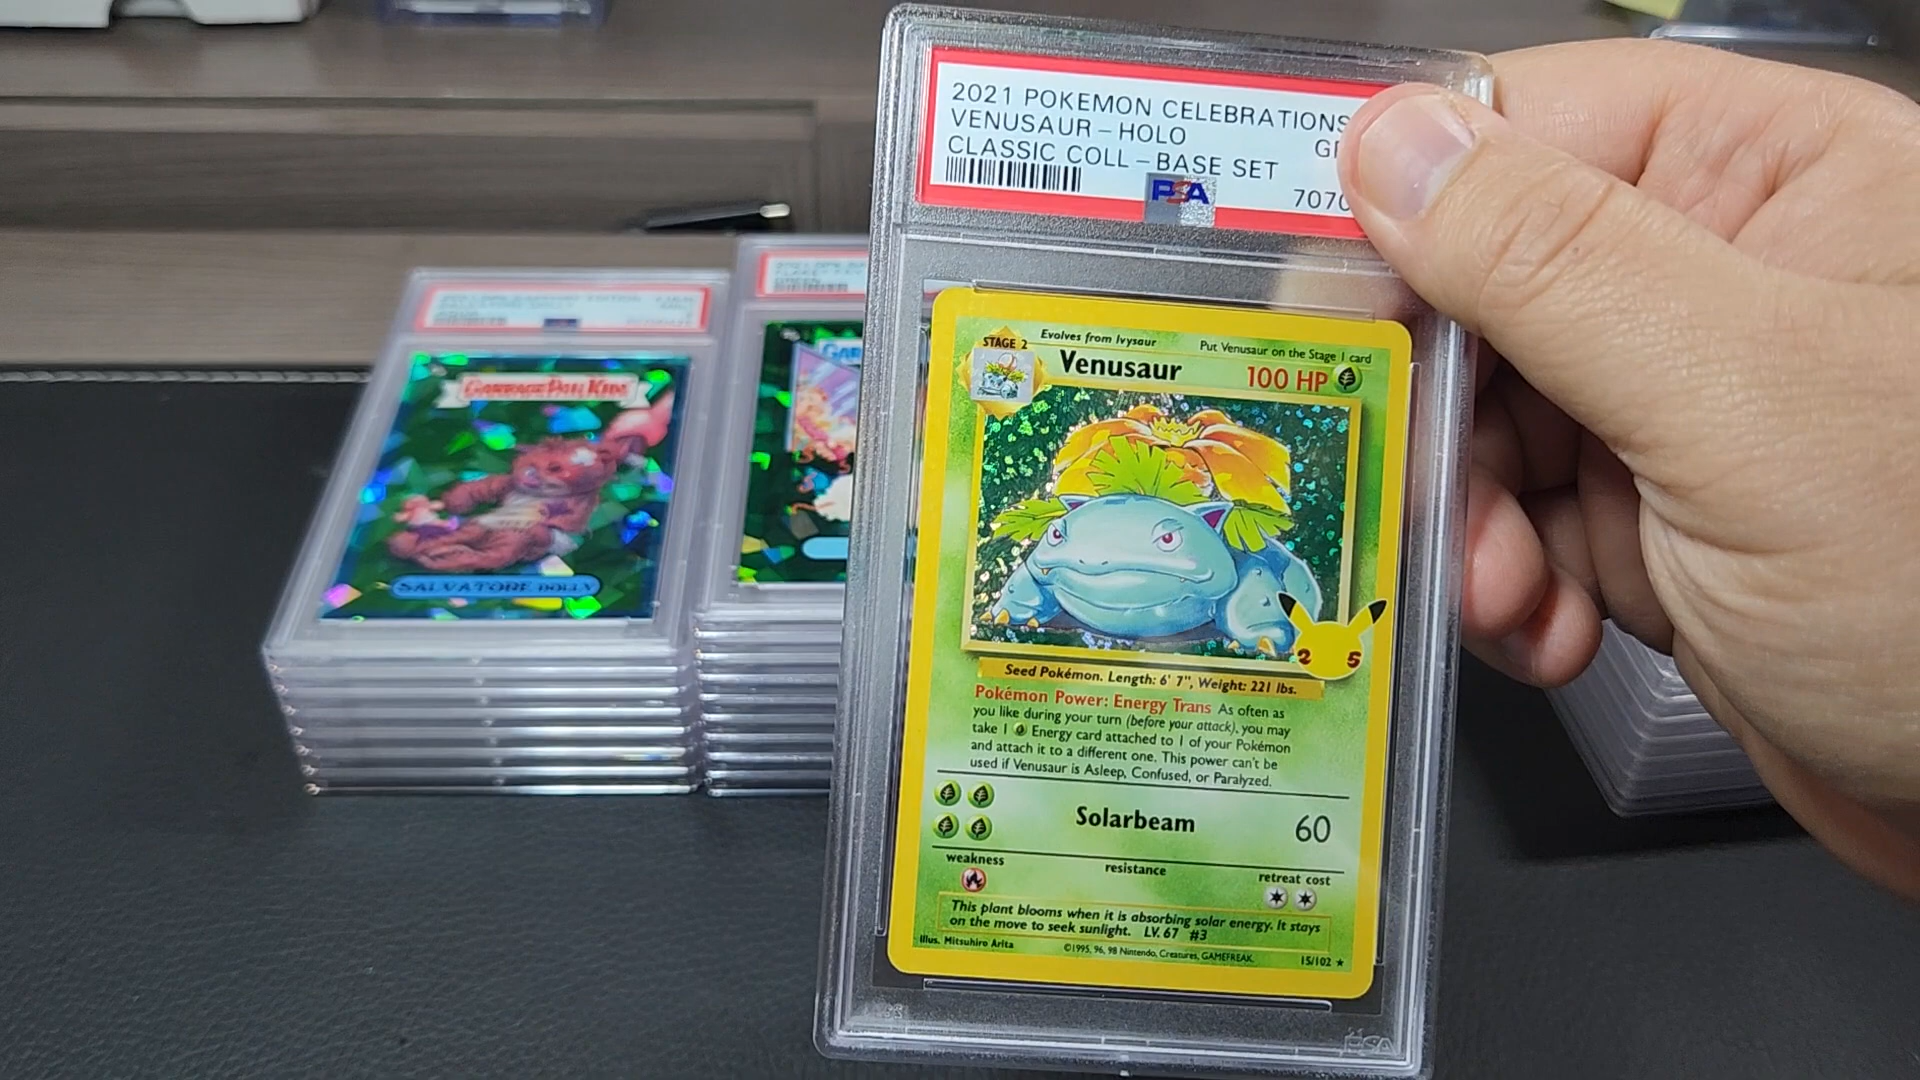 2021 POKEMON CELEBRATIONS
VENUSAUR - HOLO
CLASSIC COLL - BASE SET
PSA
STAGE 2
Evolves from Ivysaur
Put Venusaur on the Stage 1 card
Venusaur
100 HP
2 5
Seed Pokémon. Length: 6' 7", Weight: 221 lbs.
Pokémon Power: Energy Trans As often as
you like during your turn (before your attack), you may
take 1 Energy card attached to 1 of your Pokémon
and attach it to a different one. This power can't be
used if Venusaur is Asleep, Confused, or Paralyzed.
Solarbeam 60
weakness
resistance
retreat cost
This plant blooms when it is absorbing solar energy. It stays
on the move to seek sunlight. LV. 67 #3
Illus. Mitsuhiro Arita
©1995, 96, 98 Nintendo, Creatures, GAMEFREAK.
15/102 ★
PSA
GARBAGE PAIL KIDS
SALVATORE DOLLY
GREEN